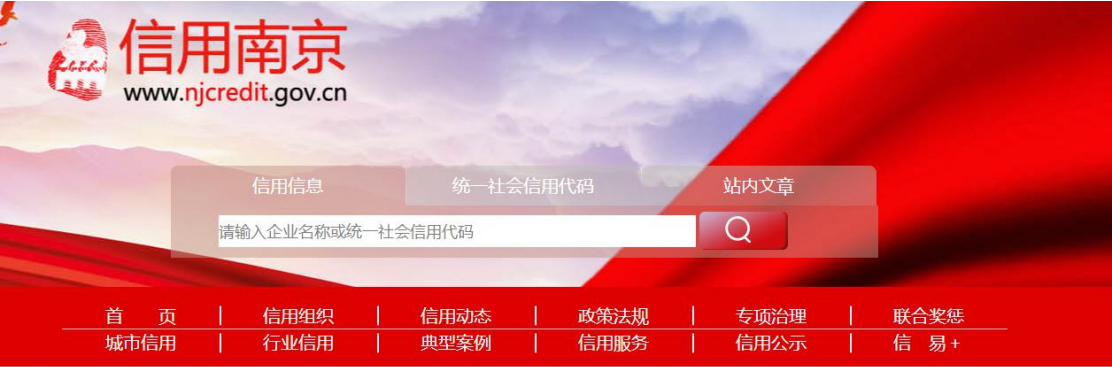 信用南京
www.njcredit.gov.cn
信用信息 统一社会信用代码 站内文章
请输入企业名称或统一社会信用代码
首 页 | 信用组织 | 信用动态 | 政策法规 | 专项治理 | 联合奖惩
城市信用 | 行业信用 | 典型案例 | 信用服务 | 信用公示 | 信 易+